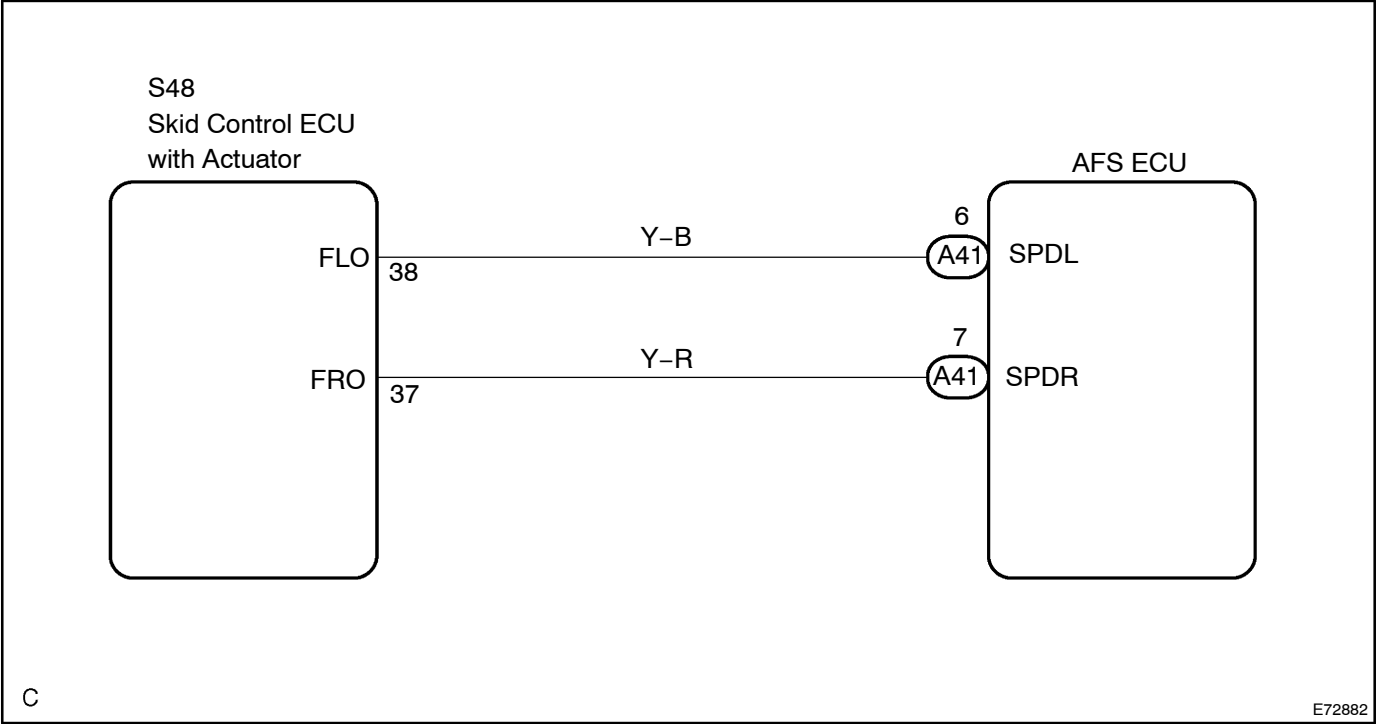 S48
Skid Control ECU
with Actuator
AFS ECU
FLO
38
Y−B
6
A41
SPDL
FRO
37
Y−R
7
A41
SPDR
C
E72882